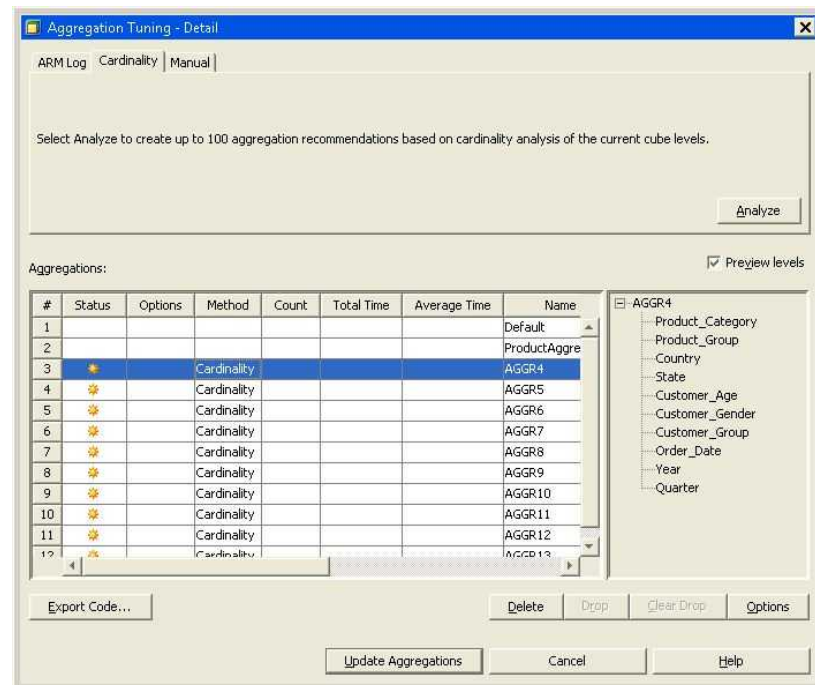 Aggregation Tuning - Detail
ARM Log Cardinality Manual
Select Analyze to create up to 100 aggregation recommendations based on cardinality analysis of the current cube levels.
Analyze
Aggregations:
Preview levels
# Status Options Method Count Total Time Average Time Name
1 Default
2 ProductAggre
3 Cardinality AGGR4
4 Cardinality AGGR5
5 Cardinality AGGR6
6 Cardinality AGGR7
7 Cardinality AGGR8
8 Cardinality AGGR9
9 Cardinality AGGR10
10 Cardinality AGGR11
11 Cardinality AGGR12
12 Cardinality AGGR13
AGGR4
Product_Category
Product_Group
Country
State
Customer_Age
Customer_Gender
Customer_Group
Order_Date
Year
Quarter
Export Code... Delete Drop Clear Drop Options
Update Aggregations Cancel Help